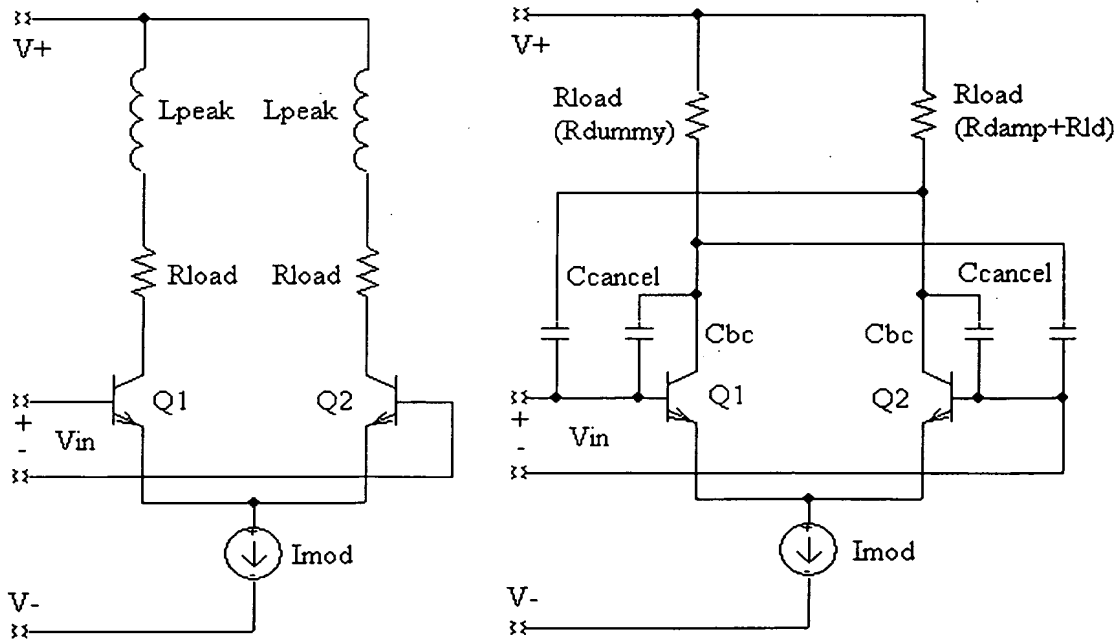 V+
Lpeak
Lpeak
Rload
Rload
Q1
Q2
+
-
Vin
+
-
Imod
V-
V+
Rload
(Rdummy)
Rload
(Rdamp+Rld)
Ccancel
Ccancel
Cbc
Cbc
Q1
Q2
+
-
Vin
+
-
Imod
V-